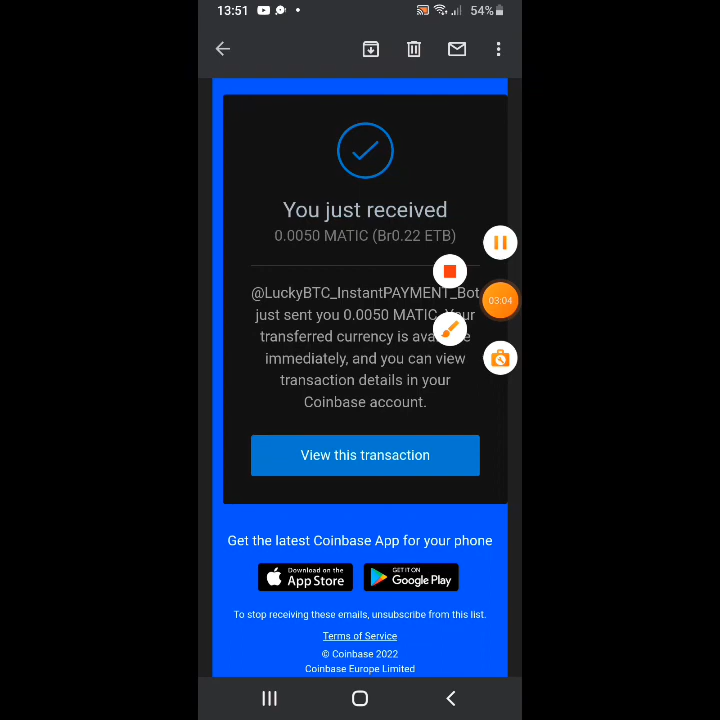 13:51
54%
You just received
0.0050 MATIC (Br0.22 ETB)
@LuckyBTC_InstantPAYMENT_Bot
just sent you 0.0050 MATIC.
transferred currency is
immediately, and you can view
transaction details in your
Coinbase account.
03:04
View this transaction
Get the latest Coinbase App for your phone
Download on the
App Store
GET IT ON
Google Play
To stop receiving these emails, unsubscribe from this list.
Terms of Service
© Coinbase 2022
Coinbase Europe Limited